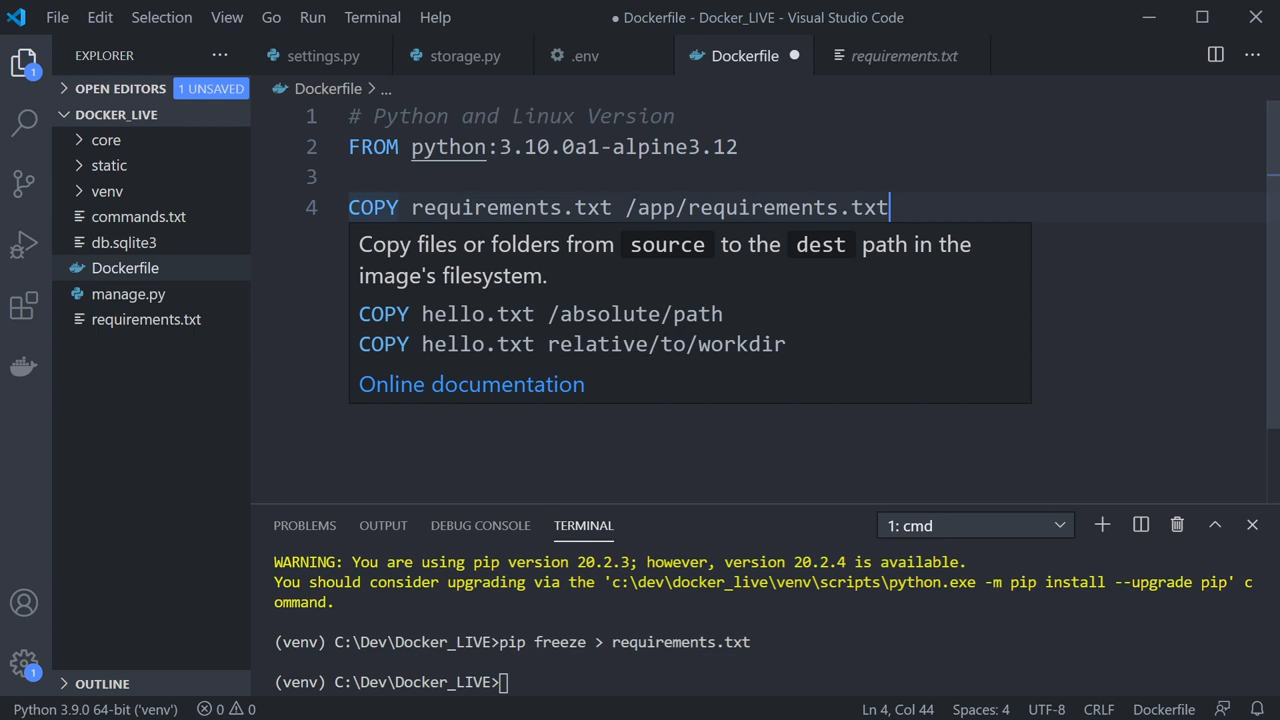 File Edit Selection View Go Run Terminal Help ● Dockerfile - Docker_LIVE - Visual Studio Code
EXPLORER ···
settings.py storage.py .env Dockerfile requirements.txt ···
OPEN EDITORS 1 UNSAVED
Dockerfile > ...
DOCKER_LIVE
core
static
venv
commands.txt
db.sqlite3
Dockerfile
manage.py
requirements.txt
OUTLINE
1
1
1 # Python and Linux Version
2 FROM python:3.10.0a1-alpine3.12
3
4 COPY requirements.txt /app/requirements.txt
Copy files or folders from source to the dest path in the
image's filesystem.
COPY hello.txt /absolute/path
COPY hello.txt relative/to/workdir
Online documentation
PROBLEMS OUTPUT DEBUG CONSOLE TERMINAL 1: cmd
WARNING: You are using pip version 20.2.3; however, version 20.2.4 is available.
You should consider upgrading via the 'c:\dev\docker_live\venv\scripts\python.exe -m pip install --upgrade pip' c
ommand.
(venv) C:\Dev\Docker_LIVE>pip freeze > requirements.txt
(venv) C:\Dev\Docker_LIVE>
Python 3.9.0 64-bit ('venv') 0 0 Ln 4, Col 44 Spaces: 4 UTF-8 CRLF Dockerfile